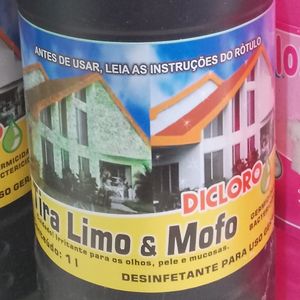 ANTES DE USAR, LEIA AS INSTRUÇÕES DO RÓTULO
DICLORO
Tira Limo & Mofo
irritante para os olhos, pele e mucosas.
1 l
DESINFETANTE PARA USO